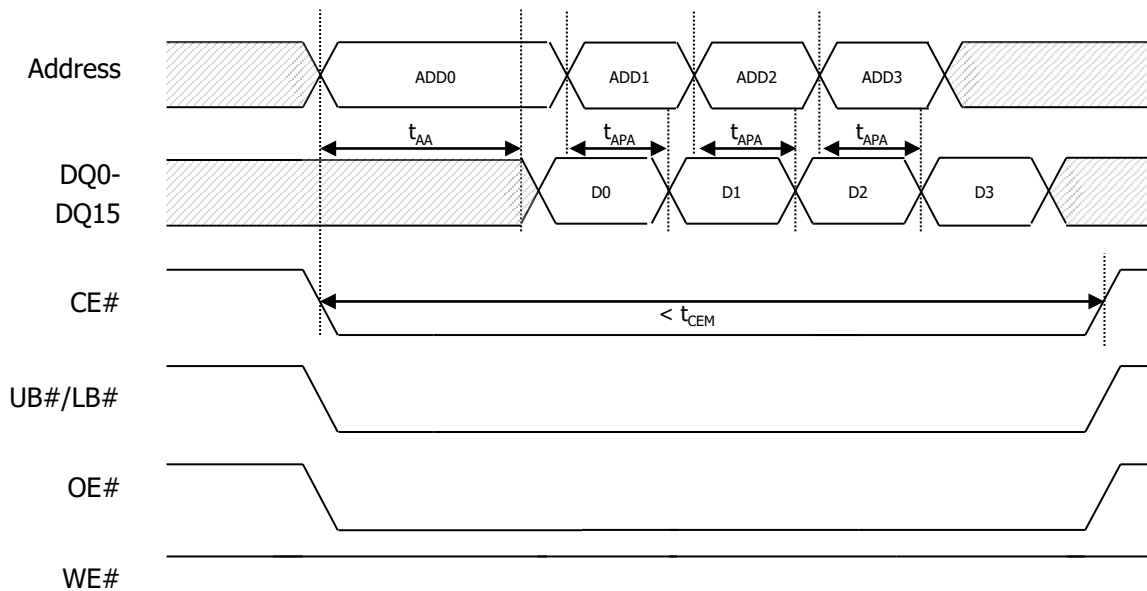 Address ADD0 ADD1 ADD2 ADD3
tAA tAPA tAPA tAPA
DQ0-
DQ15
D0 D1 D2 D3
CE#
< tCEM
UB#/LB#
OE#
WE#